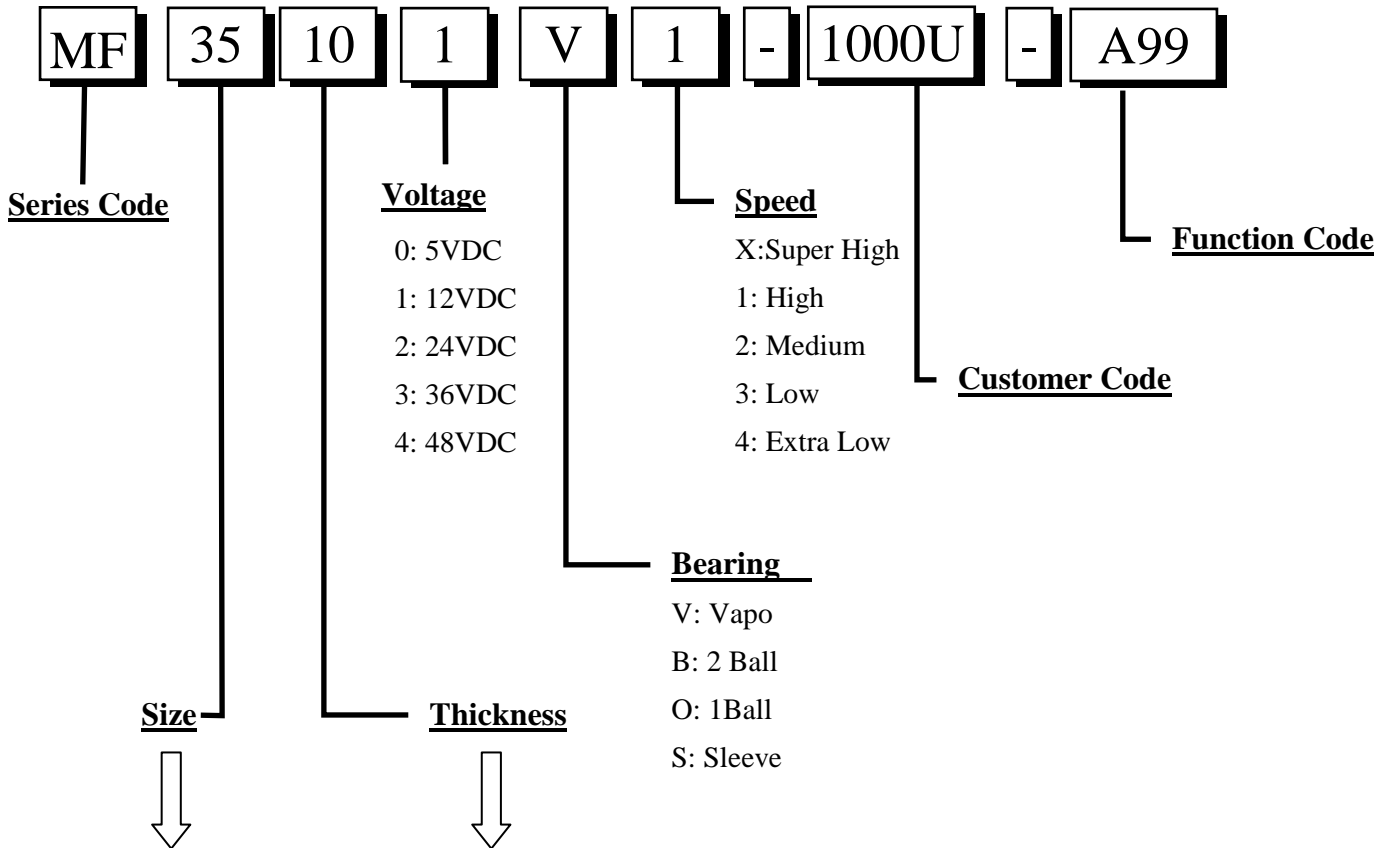 MF 35 10 1 V 1 - 1000U - A99
Series Code
Voltage
0: 5VDC
1: 12VDC
2: 24VDC
3: 36VDC
4: 48VDC
Speed
X:Super High
1: High
2: Medium
3: Low
4: Extra Low
Function Code
Customer Code
Bearing
V: Vapo
B: 2 Ball
O: 1Ball
S: Sleeve
Size
Thickness